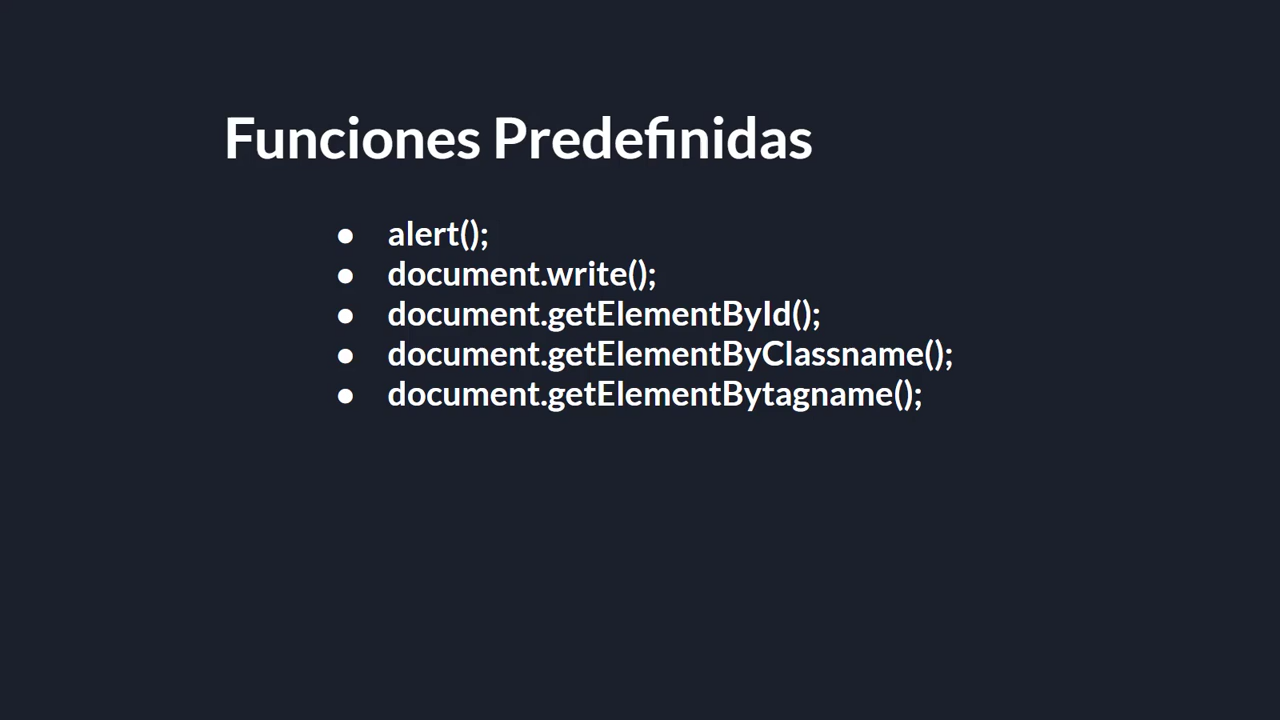 Funciones Predefinidas
● alert();
● document.write();
● document.getElementById();
● document.getElementByClassname();
● document.getElementBytagname();